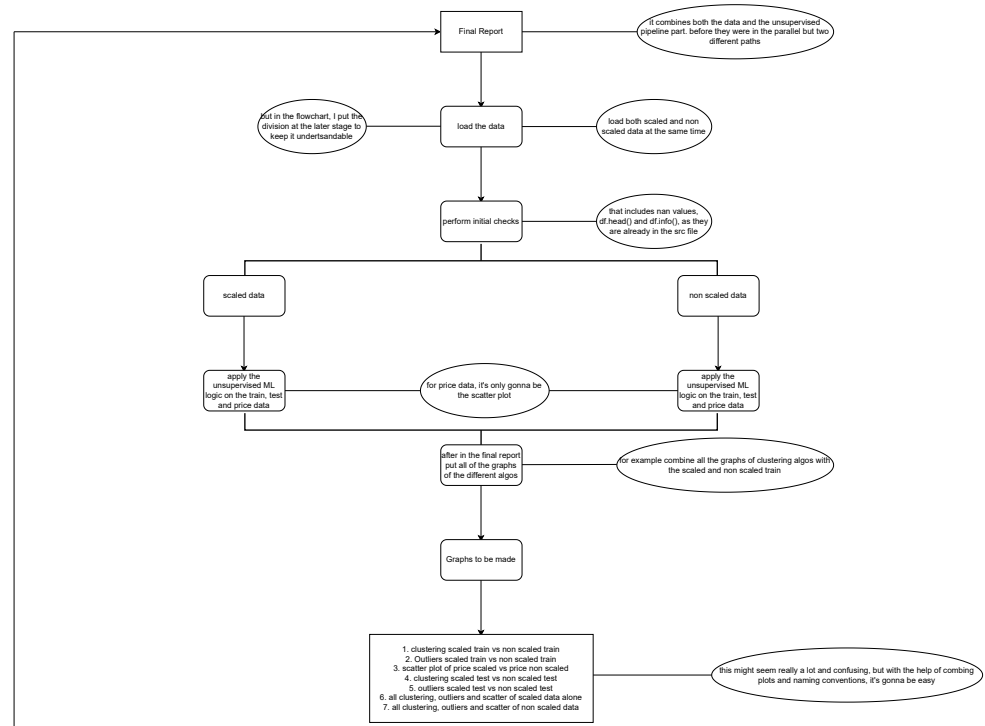 Final Report
it combines both the data and the unsupervised
pipeline part. before they were in the parallel but two
different paths
but in the flowchart, I put the
division at the later stage to
keep it undertsandable
load the data
load both scaled and non
scaled data at the same time
perform initial checks
that includes nan values,
df.head() and df.info(), as they
are already in the src file
scaled data
non scaled data
apply the
unsupervised ML
logic on the train, test
and price data
for price data, it's only gonna be
the scatter plot
apply the
unsupervised ML
logic on the train, test
and price data
after in the final report
put all of the graphs
of the different algos
for example combine all the graphs of clustering algos with
the scaled and non scaled train
Graphs to be made
1. clustering scaled train vs non scaled train
2. Outliers scaled train vs non scaled train
3. scatter plot of price scaled vs price non scaled
4. clustering scaled test vs non scaled test
5. outliers scaled test vs non scaled test
6. all clustering, outliers and scatter of scaled data alone
7. all clustering, outliers and scatter of non scaled data
this might seem really a lot and confusing, but with the help of combing
plots and naming conventions, it's gonna be easy